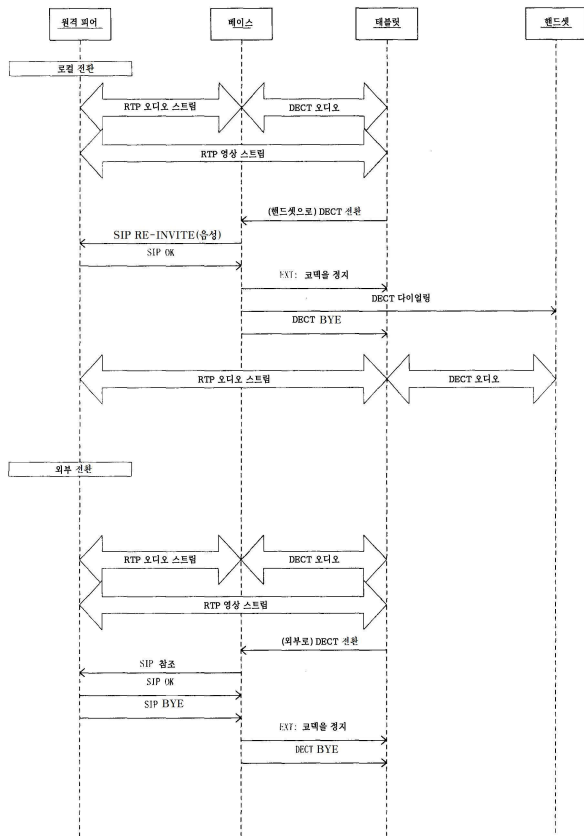 원격 피어
베이스
태블릿
핸드셋
로컬 전환
RTP 오디오 스트림
DECT 오디오
RTP 영상 스트림
(핸드셋으로) DECT 전환
SIP RE-INVITE(음성)
SIP OK
EXT: 코덱을 정지
DECT 다이얼링
DECT BYE
RTP 오디오 스트림
DECT 오디오
외부 전환
RTP 오디오 스트림
DECT 오디오
RTP 영상 스트림
(외부로) DECT 전환
SIP 참조
SIP OK
SIP BYE
EXT: 코덱을 정지
DECT BYE